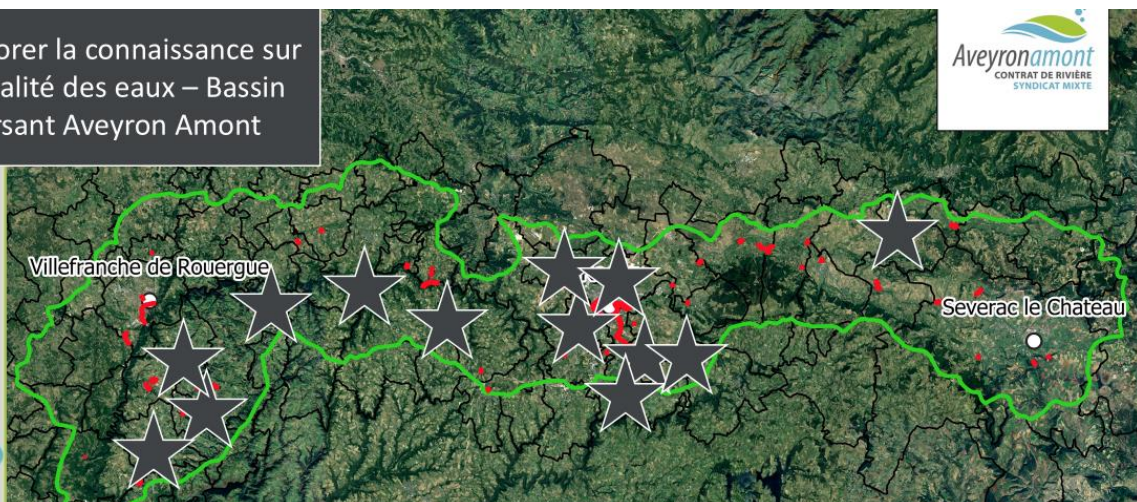 orer la connaissance sur
alité des eaux – Bassin
rsant Aveyron Amont
Aveyronamont
CONTRAT DE RIVIÈRE
SYNDICAT MIXTE
Villefranche de Rouergue
Severac le Chateau